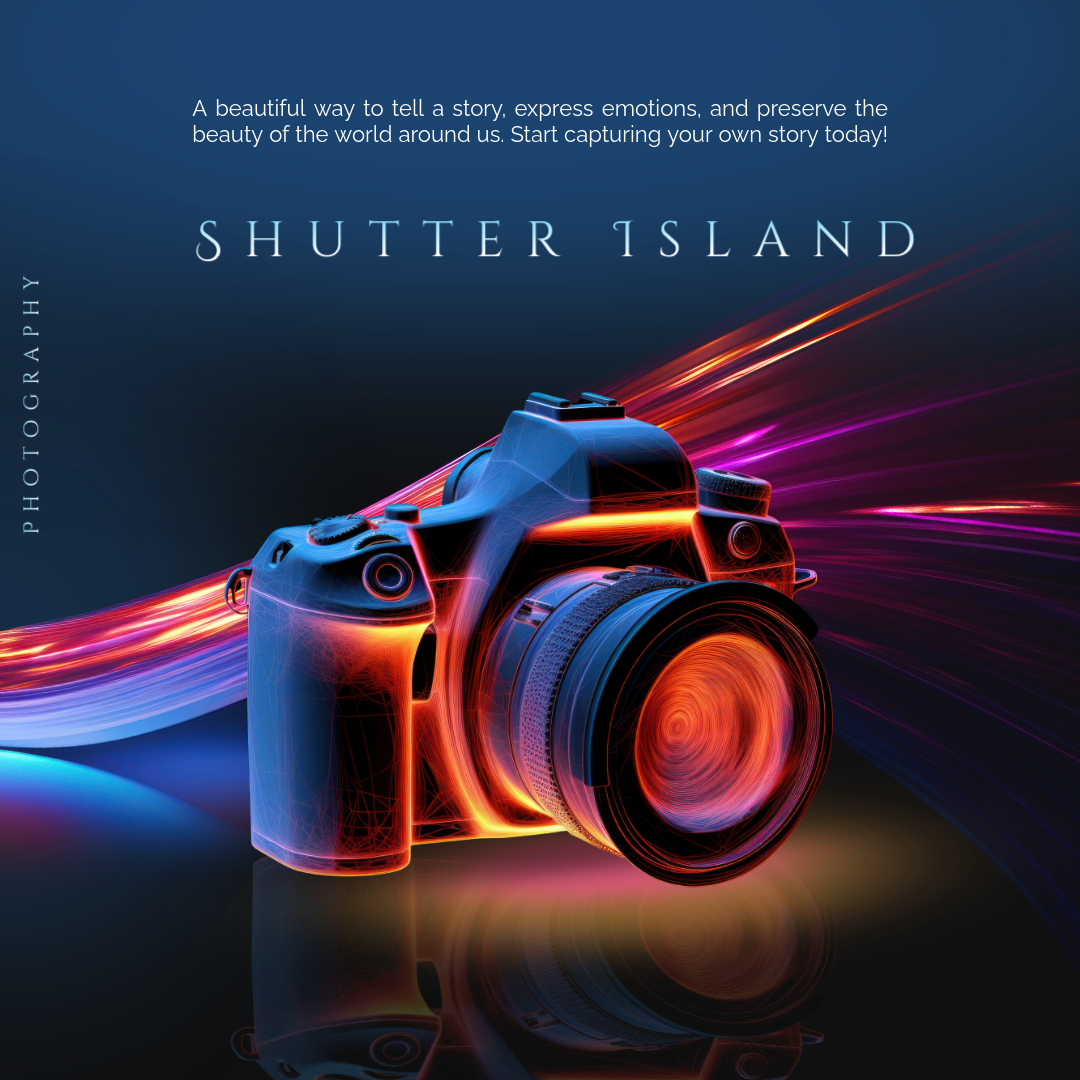 A beautiful way to tell a story, express emotions, and preserve the
beauty of the world around us. Start capturing your own story today!
SHUTTER ISLAND
PHOTOGRAPHY